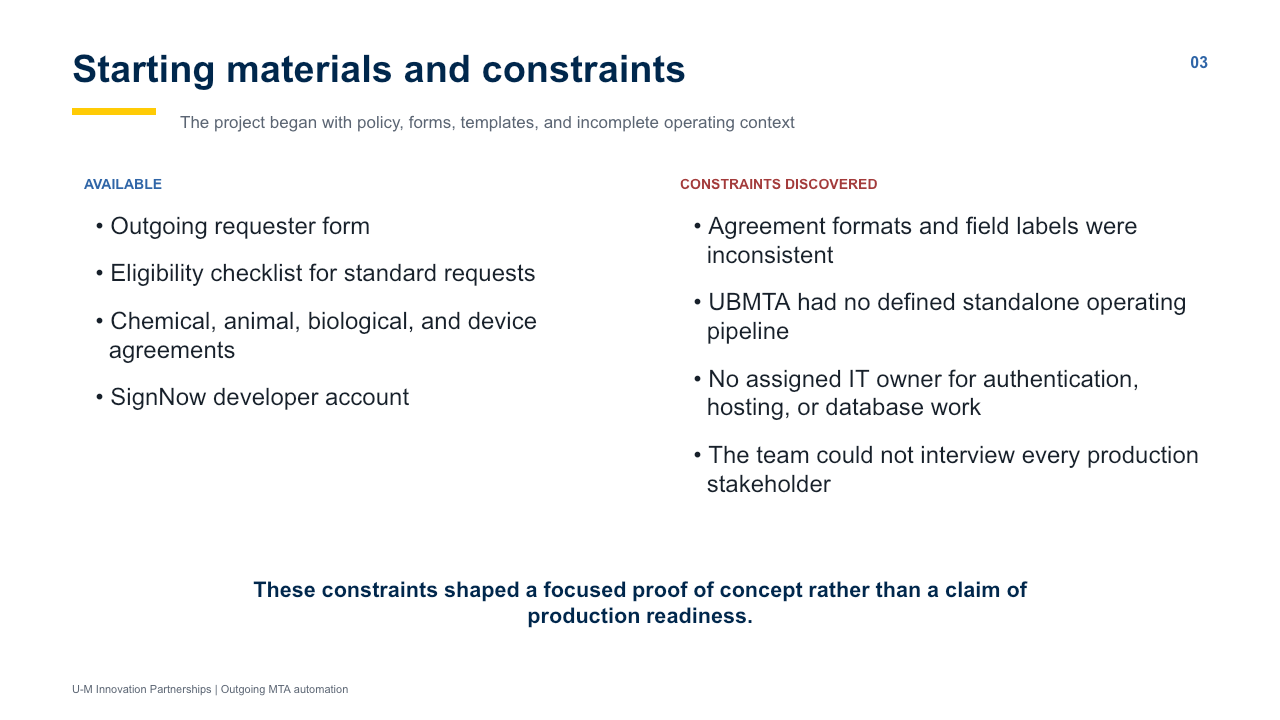 Starting materials and constraints
03
The project began with policy, forms, templates, and incomplete operating context
AVAILABLE
• Outgoing requester form
• Eligibility checklist for standard requests
• Chemical, animal, biological, and device
agreements
• SignNow developer account
CONSTRAINTS DISCOVERED
• Agreement formats and field labels were
inconsistent
• UBMTA had no defined standalone operating
pipeline
• No assigned IT owner for authentication,
hosting, or database work
• The team could not interview every production
stakeholder
These constraints shaped a focused proof of concept rather than a claim of
production readiness.
U-M Innovation Partnerships | Outgoing MTA automation